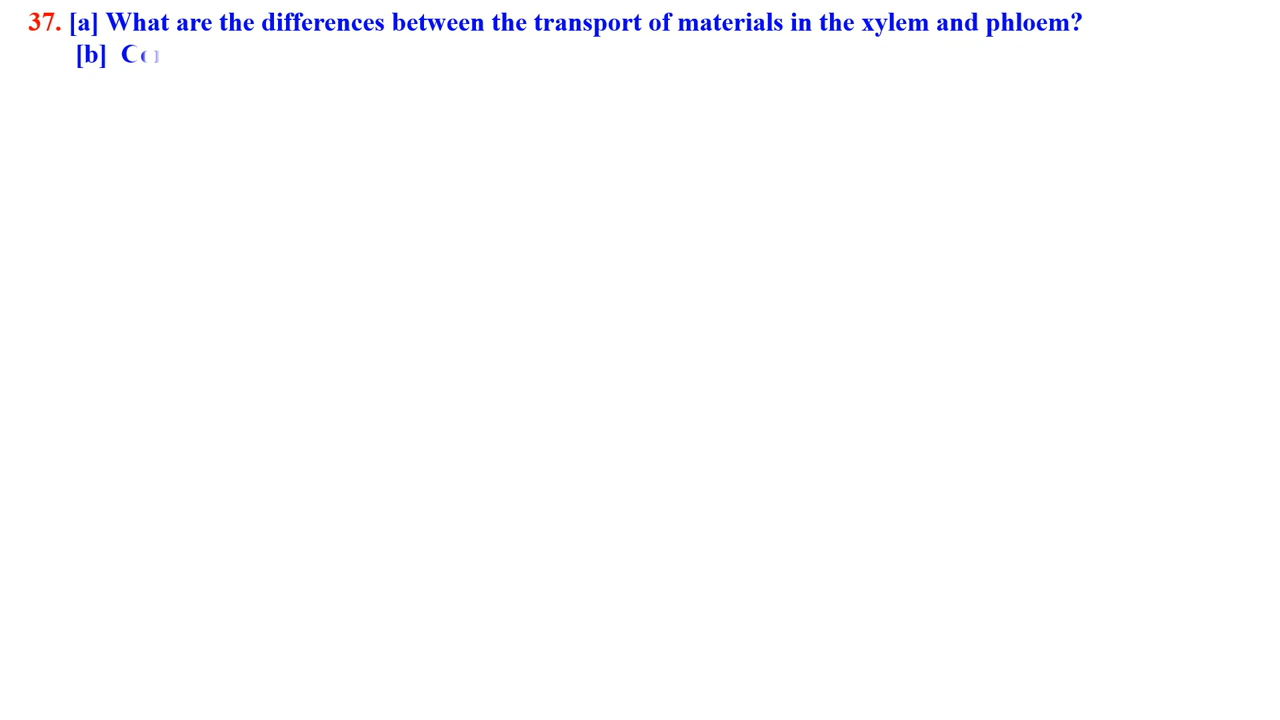 37. [a] What are the differences between the transport of materials in the xylem and phloem?
[b]